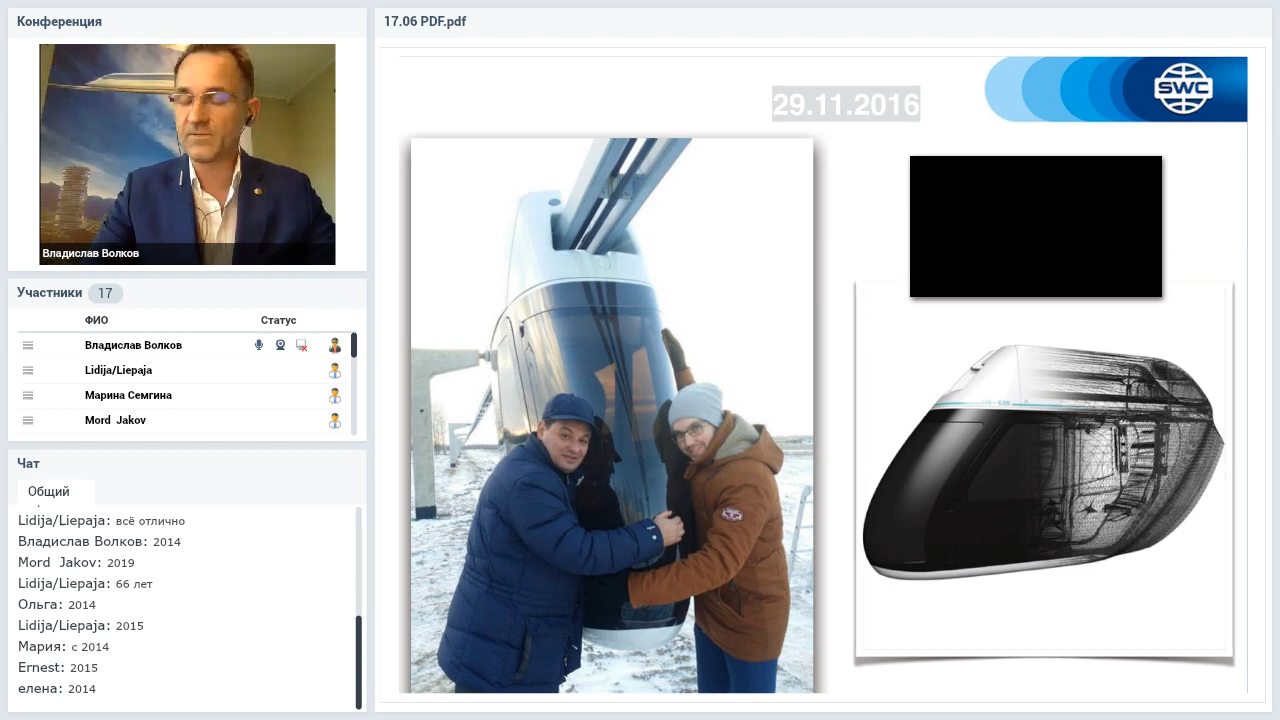 Конференция
Владислав Волков
Участники 17
ФИО Статус
Владислав Волков
Lidija/Liepaja
Марина Семгина
Mord Jakov
Чат
Общий
Lidija/Liepaja: всё отлично
Владислав Волков: 2014
Mord Jakov: 2019
Lidija/Liepaja: 66 лет
Ольга: 2014
Lidija/Liepaja: 2015
Мария: с 2014
Ernest: 2015
елена: 2014
17.06 PDF.pdf
29.11.2016
SWC